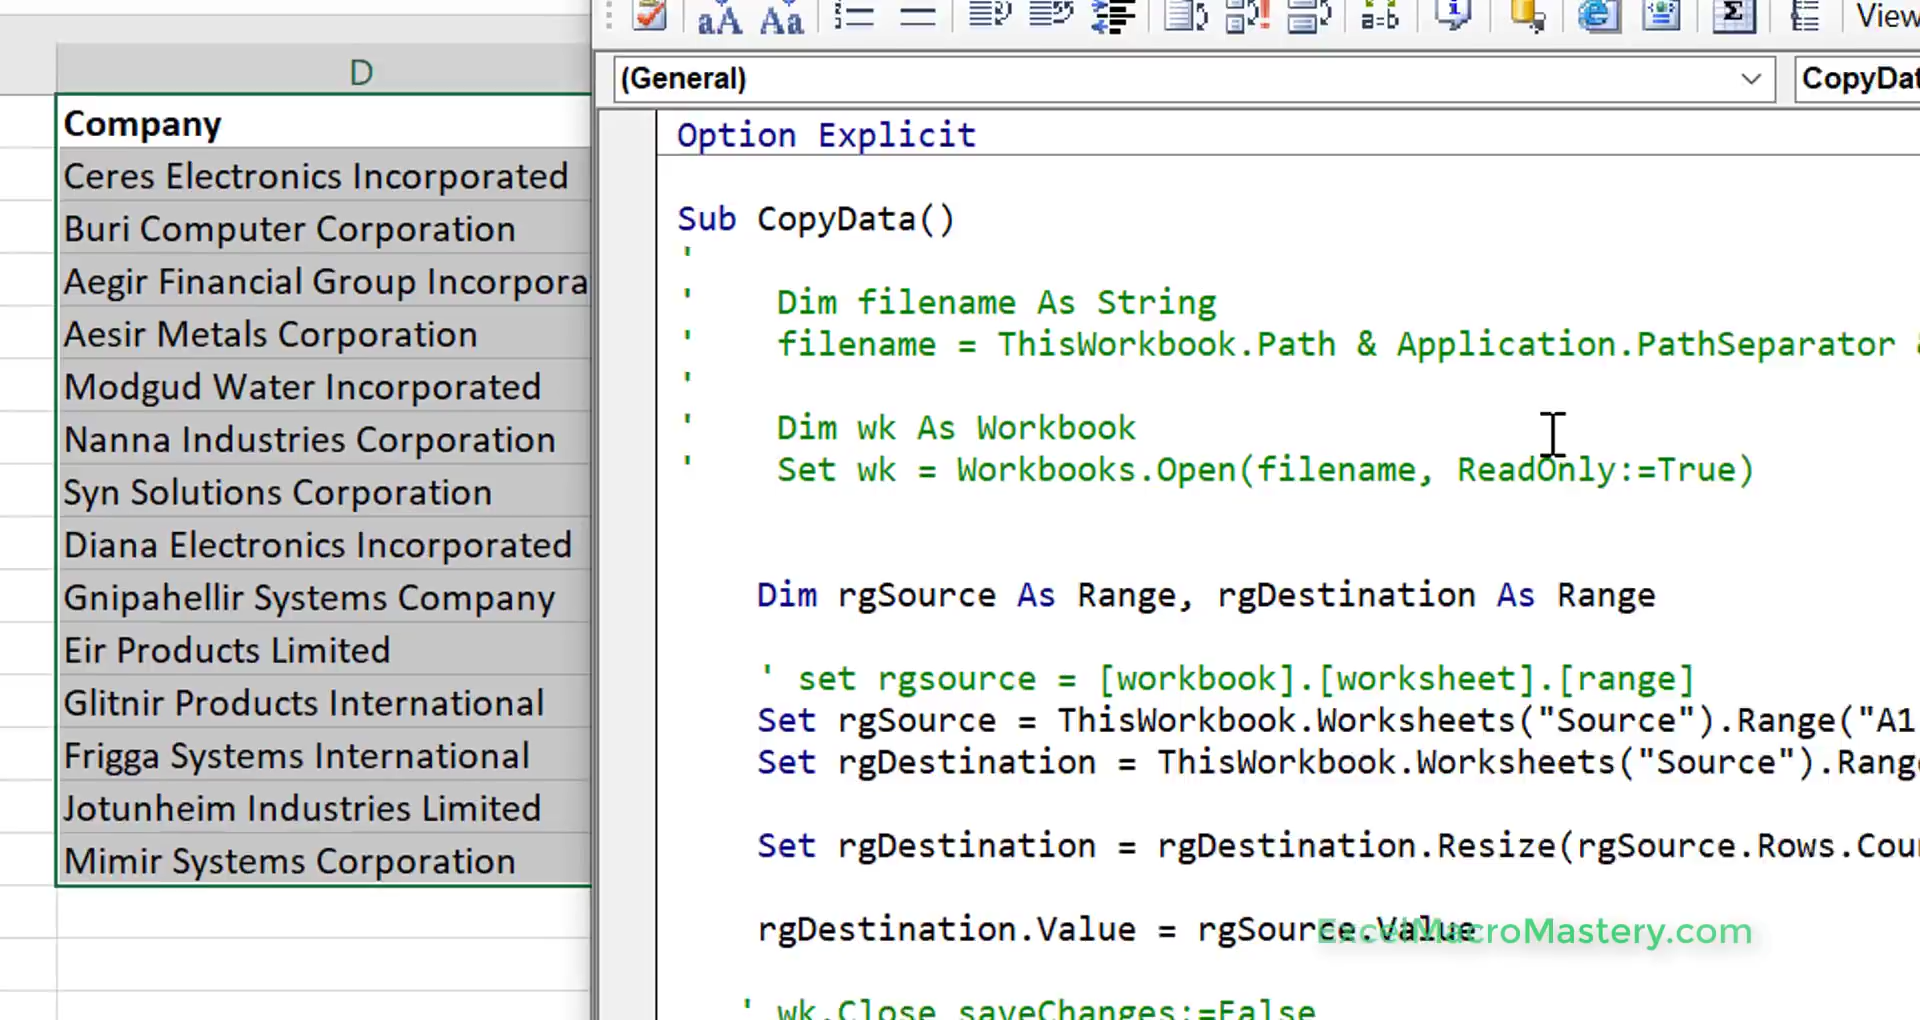 View
(General)
CopyDat
D
Company
Ceres Electronics Incorporated
Buri Computer Corporation
Aegir Financial Group Incorpora
Aesir Metals Corporation
Modgud Water Incorporated
Nanna Industries Corporation
Syn Solutions Corporation
Diana Electronics Incorporated
Gnipahellir Systems Company
Eir Products Limited
Glitnir Products International
Frigga Systems International
Jotunheim Industries Limited
Mimir Systems Corporation
Option Explicit
Sub CopyData()
'
' Dim filename As String
' filename = ThisWorkbook.Path & Application.PathSeparator &
'
' Dim wk As Workbook
' Set wk = Workbooks.Open(filename, ReadOnly:=True)
Dim rgSource As Range, rgDestination As Range
' set rgsource = [workbook].[worksheet].[range]
Set rgSource = ThisWorkbook.Worksheets("Source").Range("A1
Set rgDestination = ThisWorkbook.Worksheets("Source").Rang
Set rgDestination = rgDestination.Resize(rgSource.Rows.Cou
rgDestination.Value = rgSource.Value
ExcelMacroMastery.com
' wk.Close saveChanges:=False